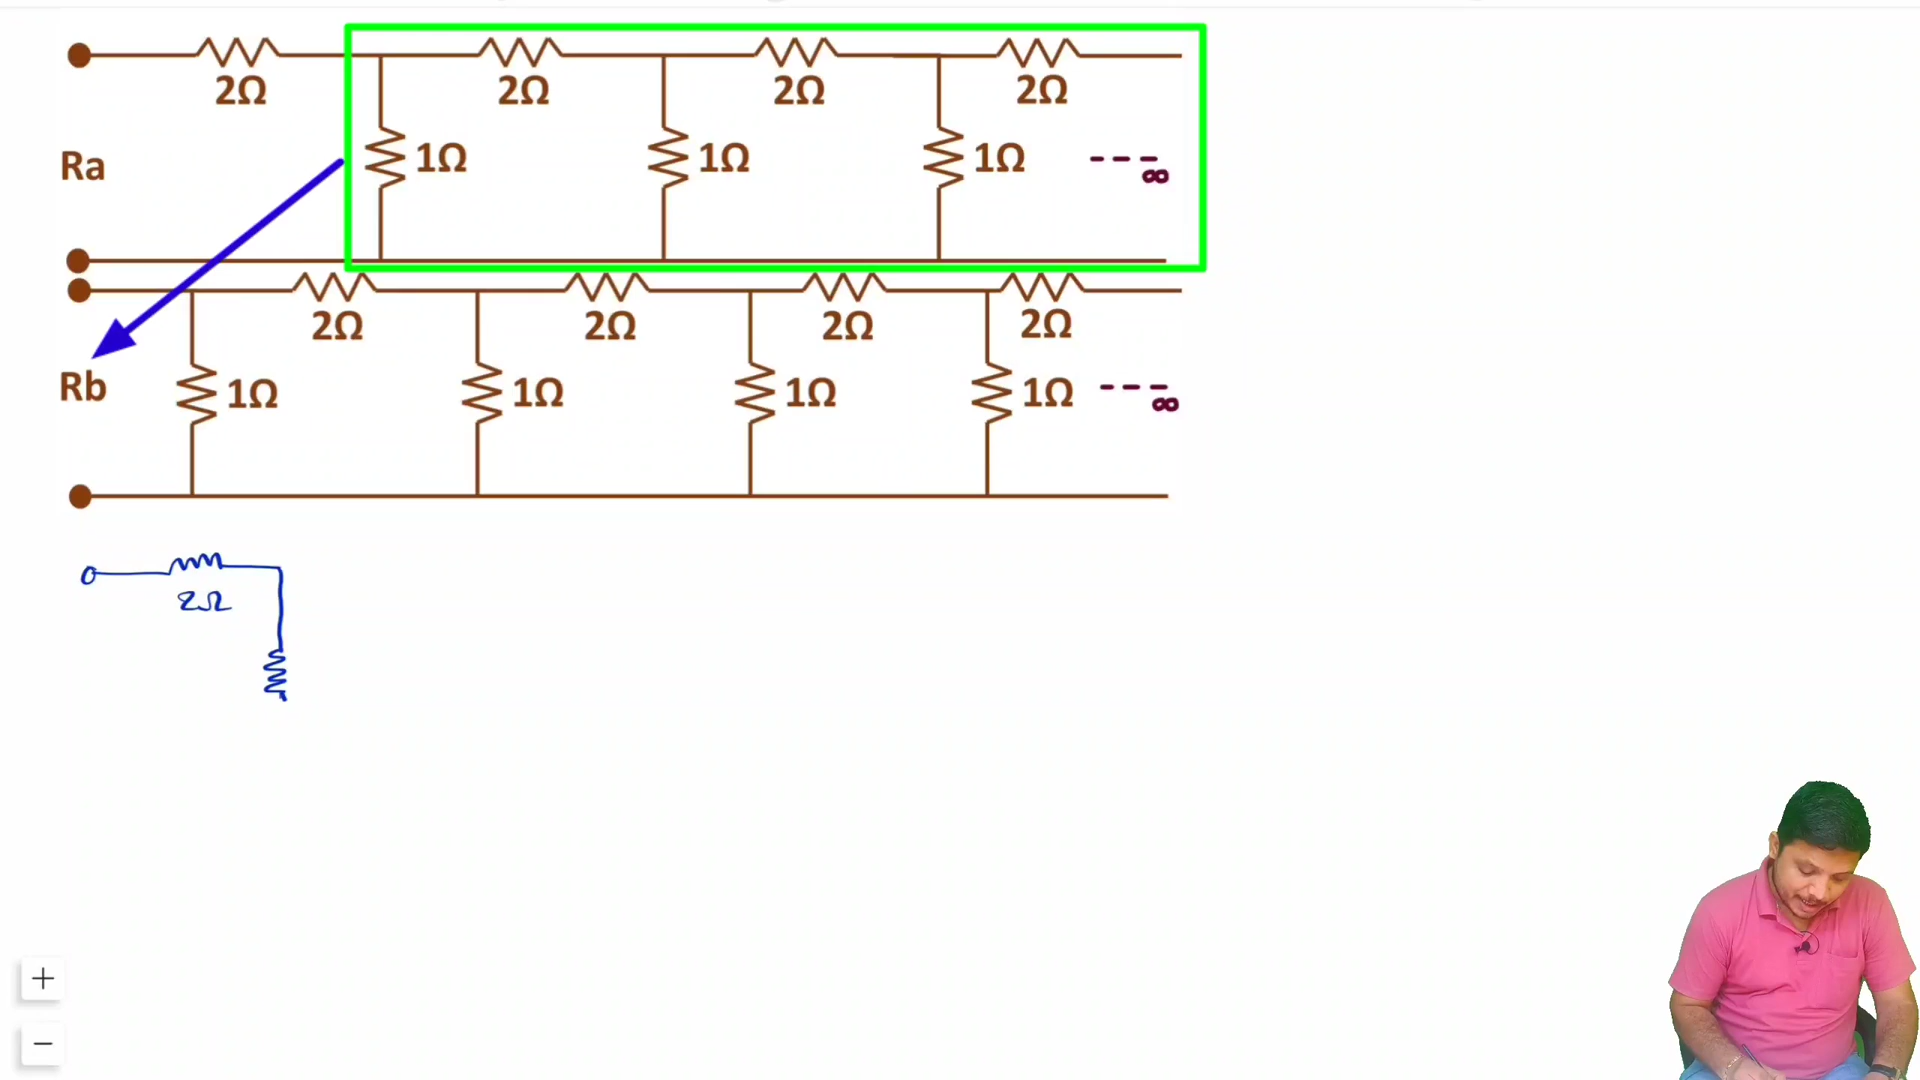 2Ω 2Ω 2Ω 2Ω
Ra 1Ω 1Ω 1Ω ---∞
2Ω 2Ω 2Ω 2Ω
Rb 1Ω 1Ω 1Ω 1Ω ---∞
2Ω
+
−